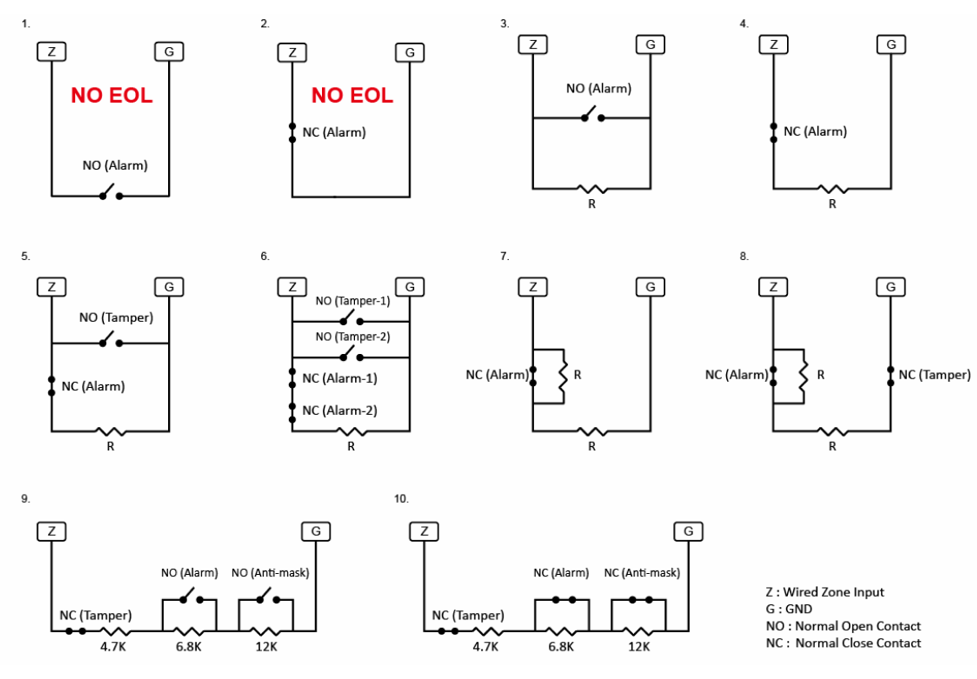 1. 2. 3. 4.
Z G Z G Z G Z G
NO EOL NO EOL
NO (Alarm)
NC (Alarm) NC (Alarm)
NO (Alarm)
R R
5. 6. 7. 8.
Z G Z G Z G Z G
NO (Tamper-1)
NO (Tamper)
NO (Tamper-2)
NC (Alarm) NC (Alarm-1) NC (Alarm) R NC (Alarm) R NC (Tamper)
NC (Alarm-2)
R R R R
9. 10.
Z G Z G
NO (Alarm) NO (Anti-mask) NC (Alarm) NC (Anti-mask)
NC (Tamper) NC (Tamper)
4.7K 6.8K 12K 4.7K 6.8K 12K
Z : Wired Zone Input
G : GND
NO : Normal Open Contact
NC : Normal Close Contact